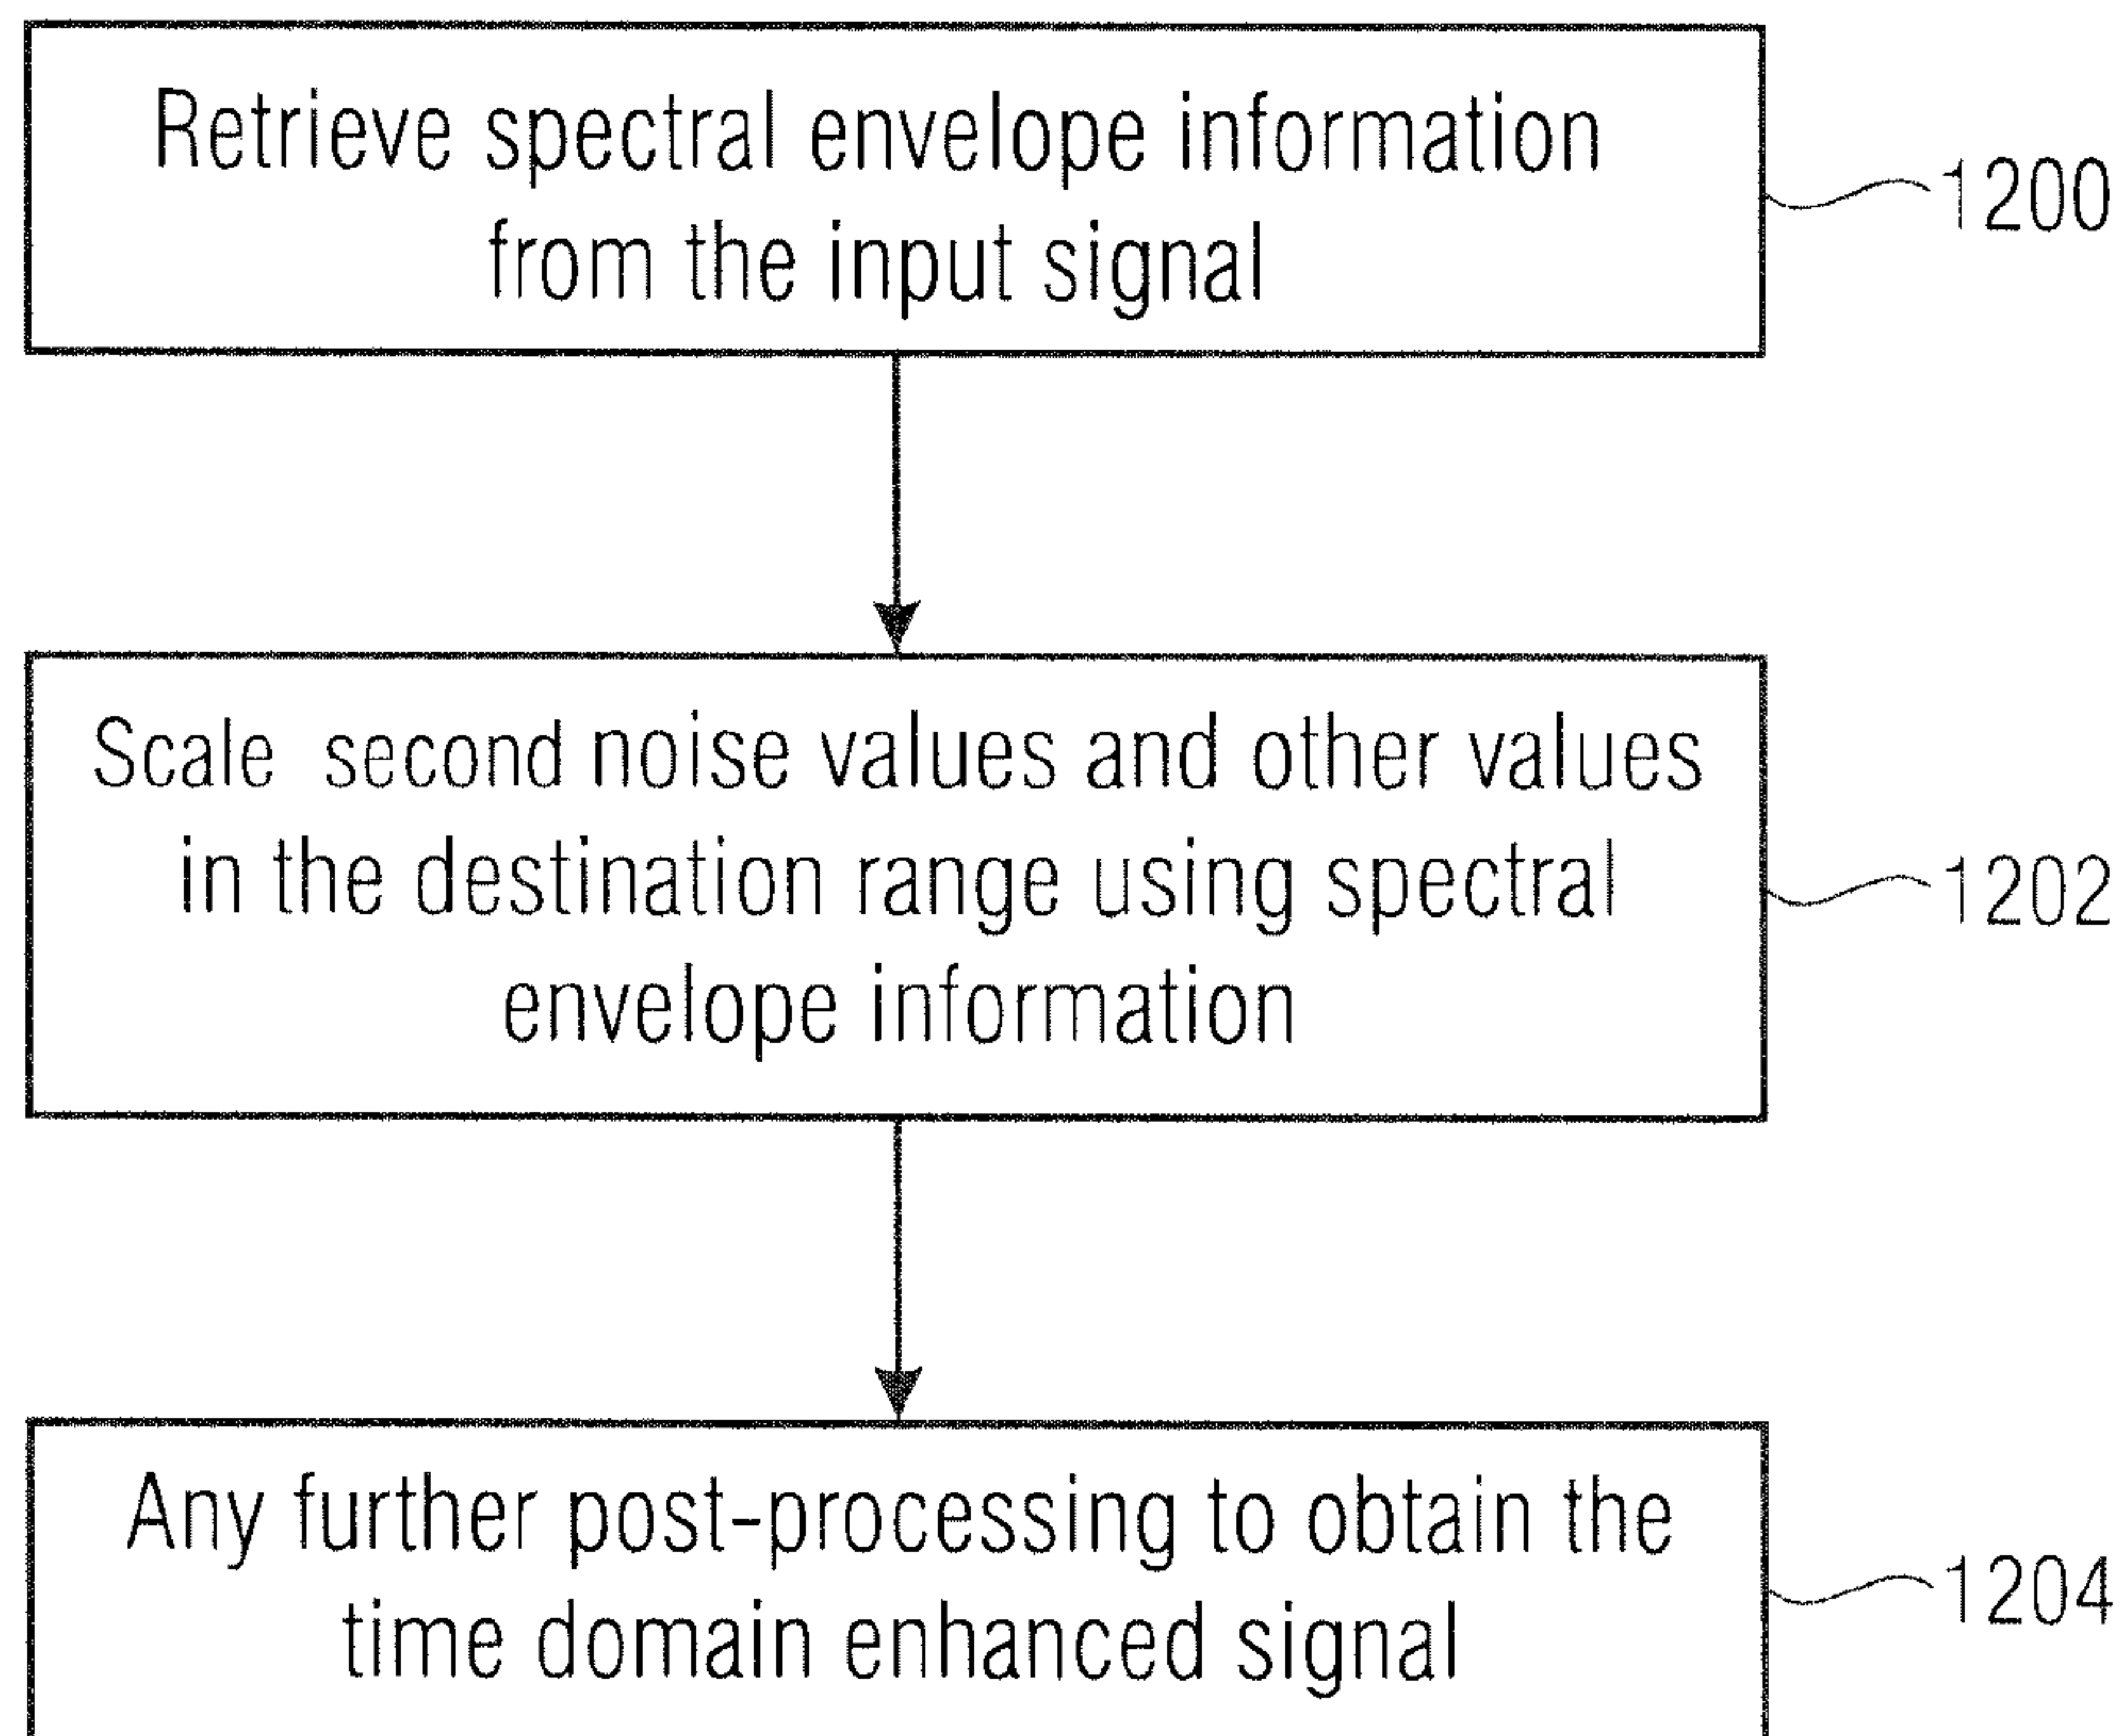 Retrieve spectral envelope information
from the input signal
1200
Scale second noise values and other values
in the destination range using spectral
envelope information
1202
Any further post-processing to obtain the
time domain enhanced signal
1204